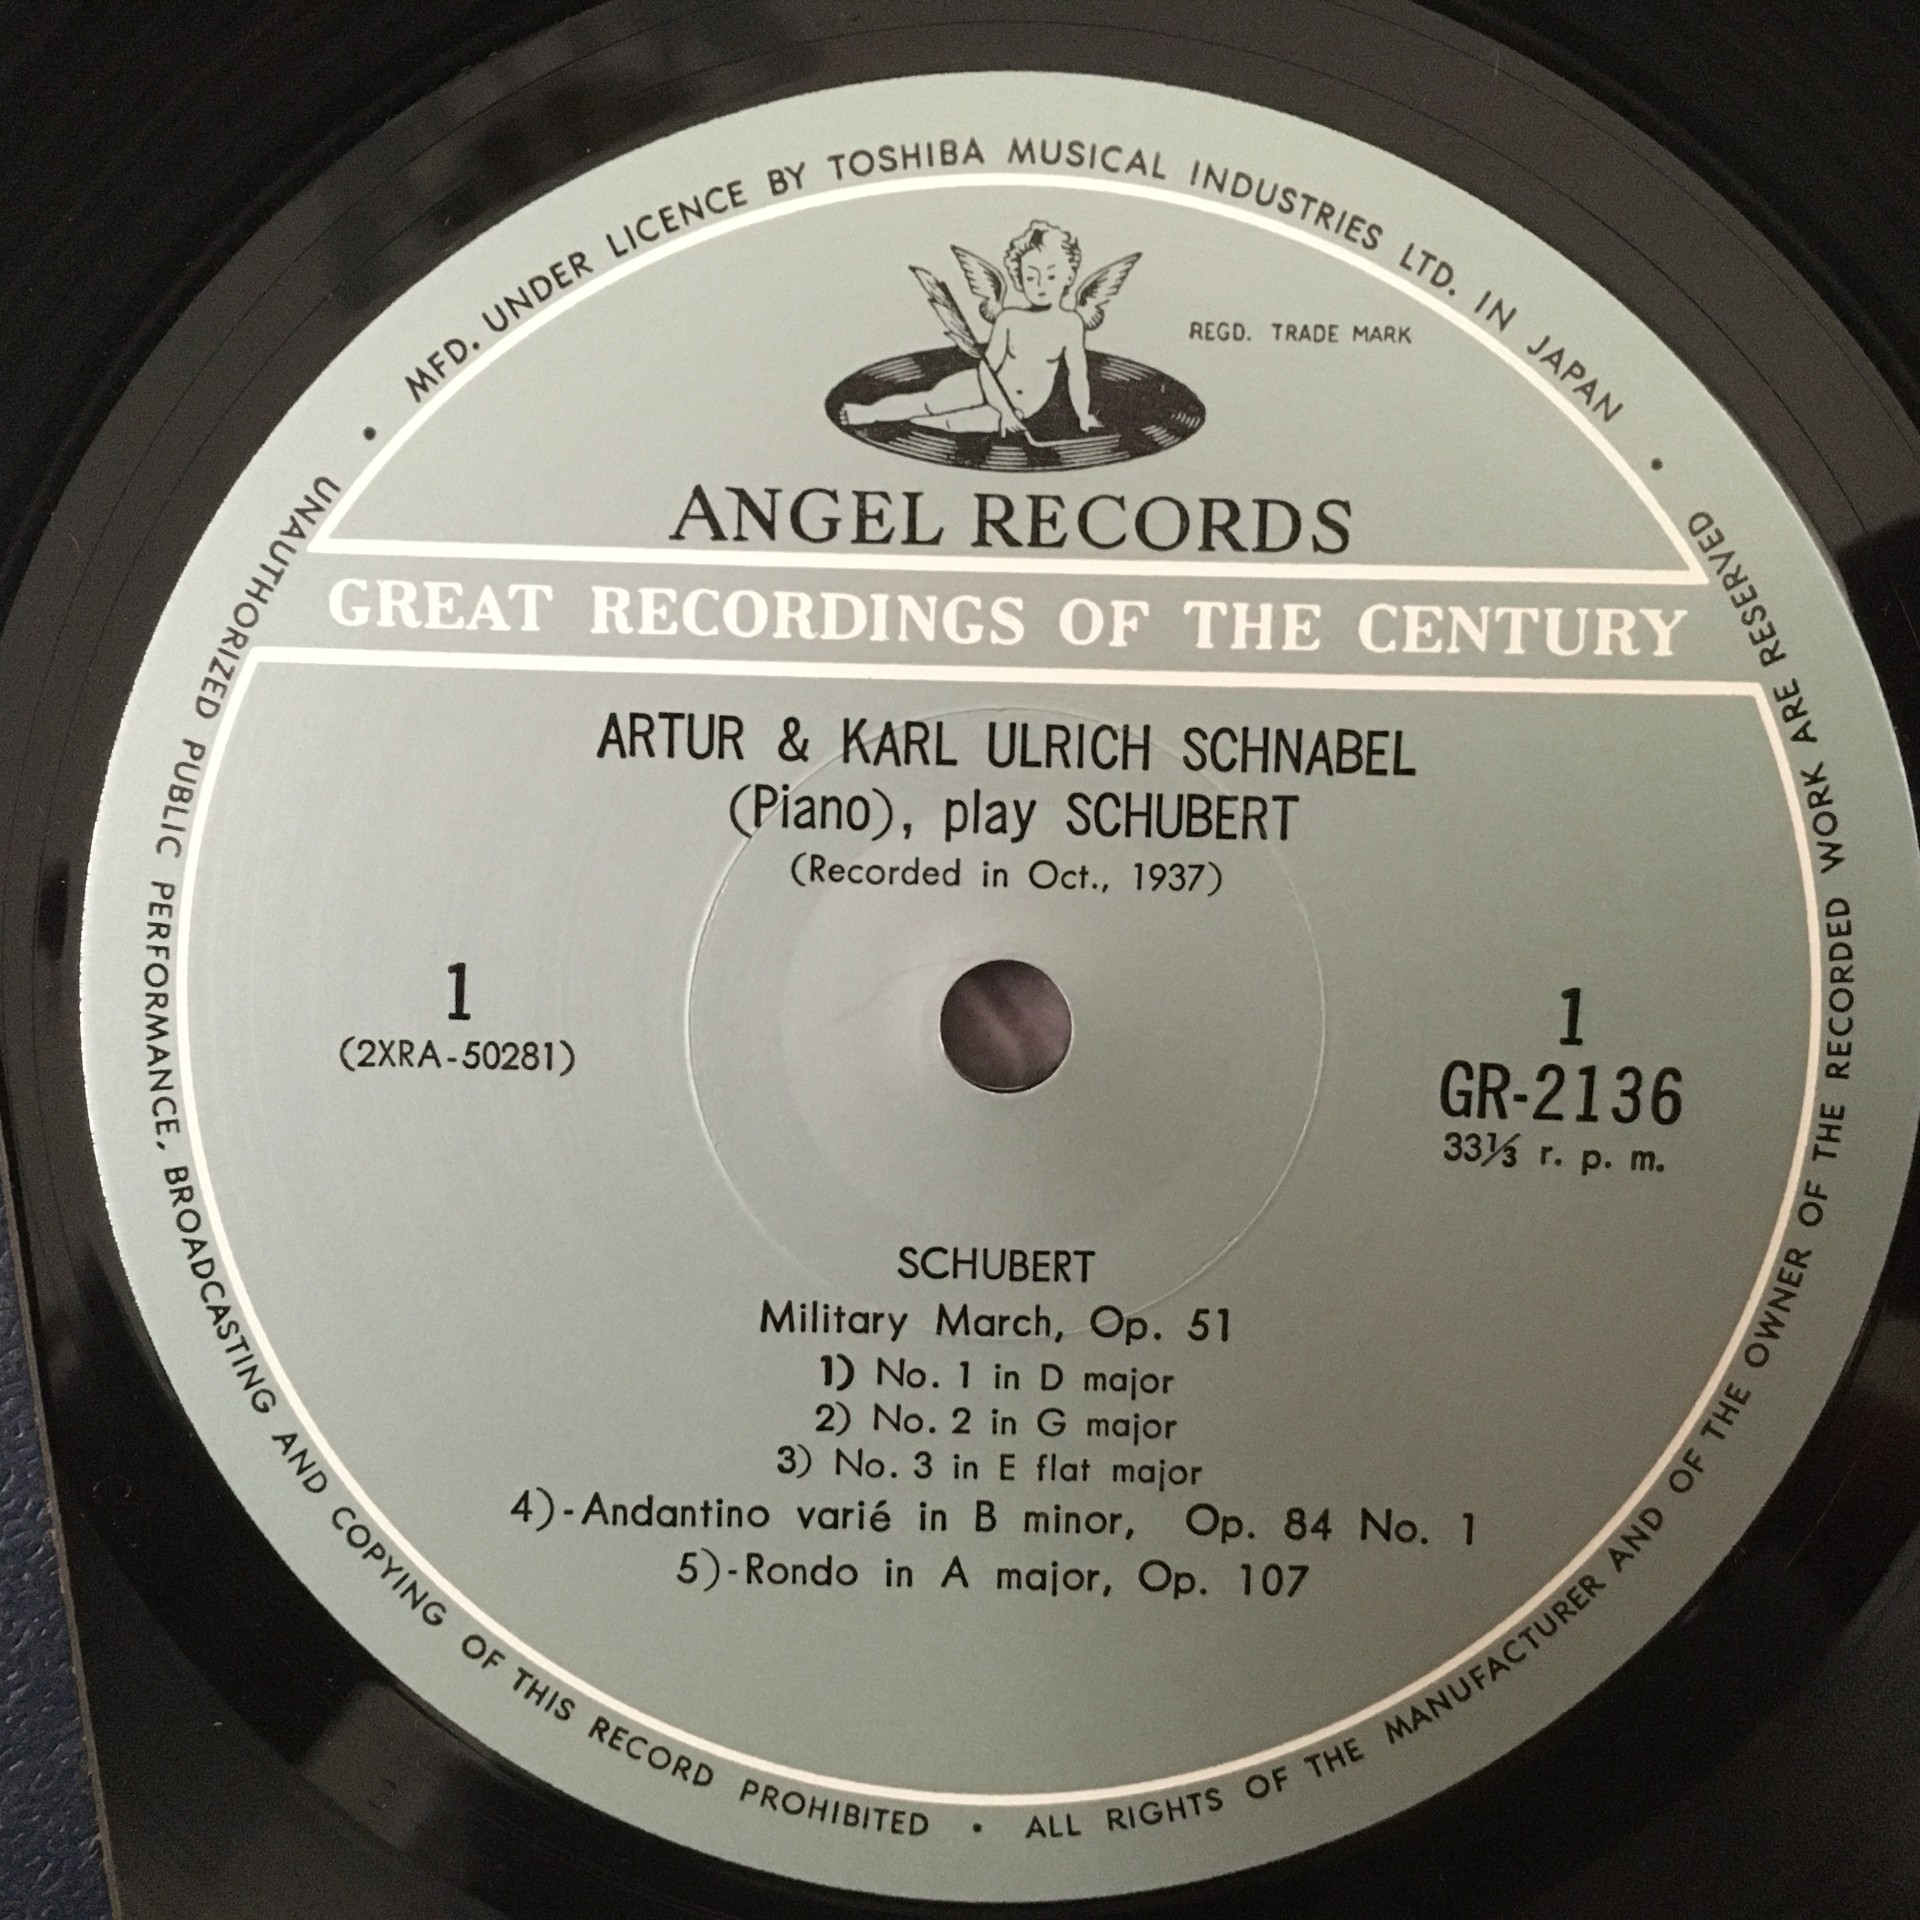 MFD. UNDER LICENCE BY TOSHIBA MUSICAL INDUSTRIES LTD. IN JAPAN •
REGD. TRADE MARK
ANGEL RECORDS
GREAT RECORDINGS OF THE CENTURY
ARTUR & KARL ULRICH SCHNABEL
(Piano), play SCHUBERT
(Recorded in Oct., 1937)
1
(2XRA-50281)
1
GR-2136
33⅓ r. p. m.
SCHUBERT
Military March, Op. 51
1) No. 1 in D major
2) No. 2 in G major
3) No. 3 in E flat major
4)-Andantino varié in B minor, Op. 84 No. 1
5)-Rondo in A major, Op. 107
• UNAUTHORIZED PUBLIC PERFORMANCE, BROADCASTING AND COPYING OF THIS RECORD PROHIBITED • ALL RIGHTS OF THE MANUFACTURER AND OF THE OWNER OF THE RECORDED WORK ARE RESERVED